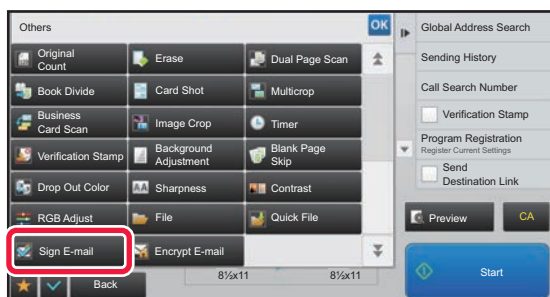 Others
OK
Original
Count
Erase
Dual Page Scan
Book Divide
Card Shot
Multicrop
Business
Card Scan
Image Crop
Timer
Verification Stamp
Background
Adjustment
Blank Page
Skip
Drop Out Color
AA Sharpness
Contrast
RGB Adjust
File
Quick File
Sign E-mail
Encrypt E-mail
Back
8½x11
8½x11
Global Address Search
Sending History
Call Search Number
Verification Stamp
Program Registration
Register Current Settings
Send
Destination Link
Preview
CA
Start